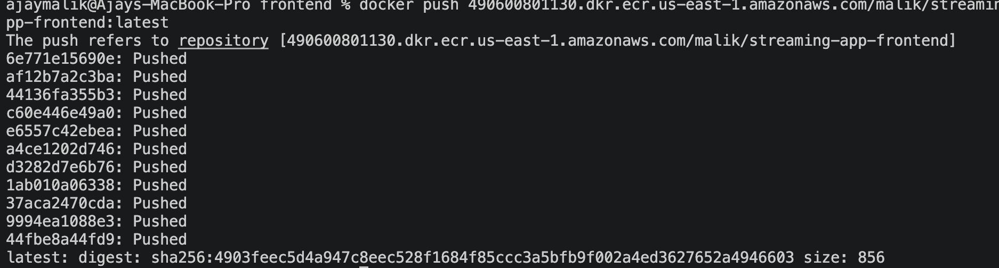 ajaymalik@Ajays-MacBook-Pro frontend % docker push 490600801130.dkr.ecr.us-east-1.amazonaws.com/malik/streamin
pp-frontend:latest
The push refers to repository [490600801130.dkr.ecr.us-east-1.amazonaws.com/malik/streaming-app-frontend]
6e771e15690e: Pushed
af12b7a2c3ba: Pushed
44136fa355b3: Pushed
c60e446e49a0: Pushed
e6557c42ebea: Pushed
a4ce1202d746: Pushed
d3282d7e6b76: Pushed
1ab010a06338: Pushed
37aca2470cda: Pushed
9994ea1088e3: Pushed
44fbe8a44fd9: Pushed
latest: digest: sha256:4903feec5d4a947c8eec528f1684f85ccc3a5bfb9f002a4ed3627652a4946603 size: 856